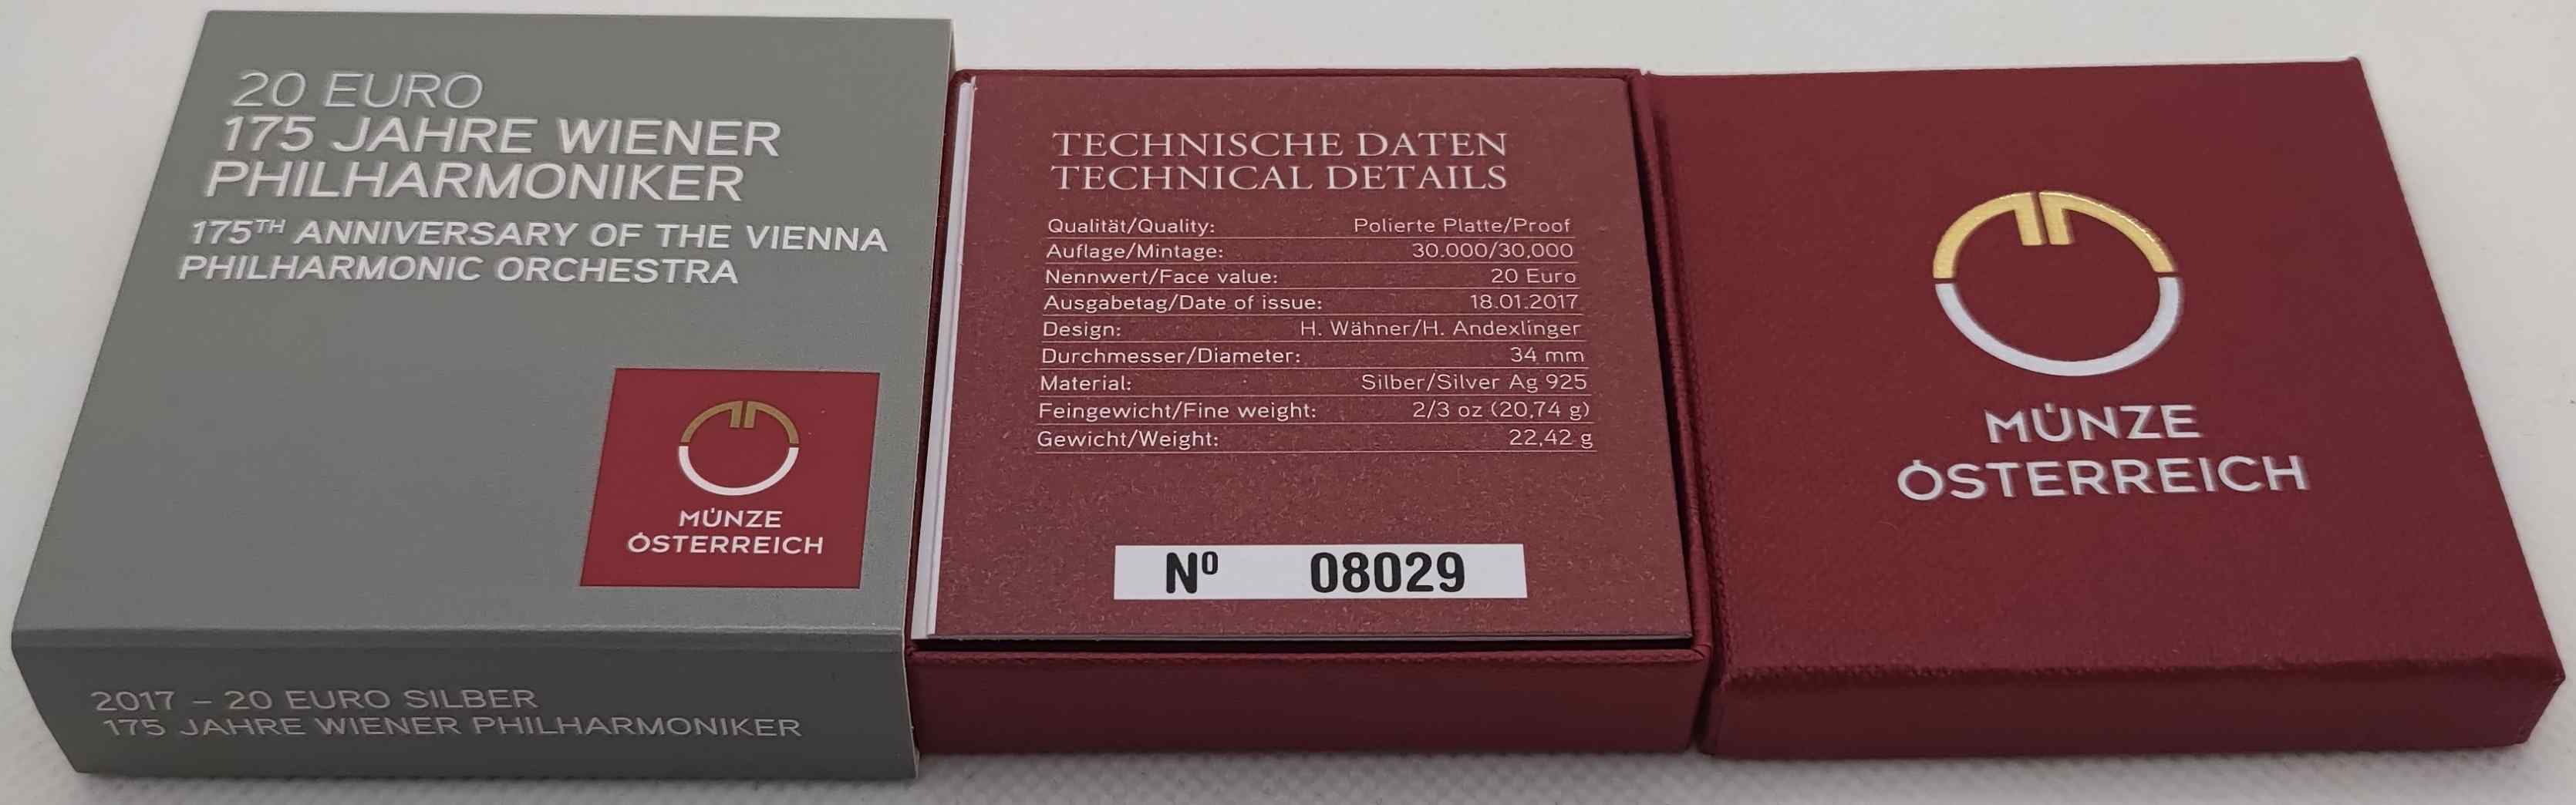 20 EURO
175 JAHRE WIENER
PHILHARMONIKER
175TH ANNIVERSARY OF THE VIENNA
PHILHARMONIC ORCHESTRA
MÜNZE
ÖSTERREICH
2017 – 20 EURO SILBER
175 JAHRE WIENER PHILHARMONIKER
TECHNISCHE DATEN
TECHNICAL DETAILS
Qualität/Quality: Polierte Platte/Proof
Auflage/Mintage: 30.000/30,000
Nennwert/Face value: 20 Euro
Ausgabetag/Date of issue: 18.01.2017
Design: H. Wähner/H. Andexlinger
Durchmesser/Diameter: 34 mm
Material: Silber/Silver Ag 925
Feingewicht/Fine weight: 2/3 oz (20,74 g)
Gewicht/Weight: 22,42 g
Nº 08029
MÜNZE
ÖSTERREICH